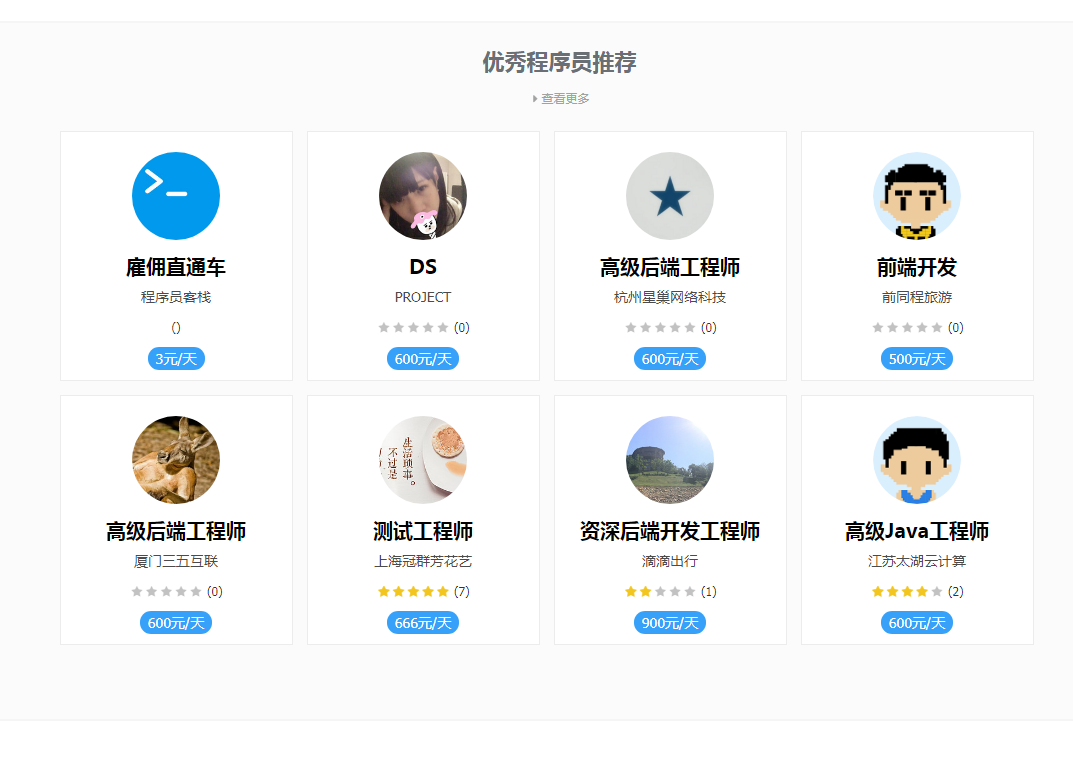 优秀程序员推荐
查看更多
雇佣直通车
程序员客栈
()
3元/天
DS
PROJECT
(0)
600元/天
高级后端工程师
杭州星巢网络科技
(0)
600元/天
前端开发
前同程旅游
(0)
500元/天
高级后端工程师
厦门三五互联
(0)
600元/天
生活琐事。
不过是
测试工程师
上海冠群芳花艺
(7)
666元/天
资深后端开发工程师
滴滴出行
(1)
900元/天
高级Java工程师
江苏太湖云计算
(2)
600元/天